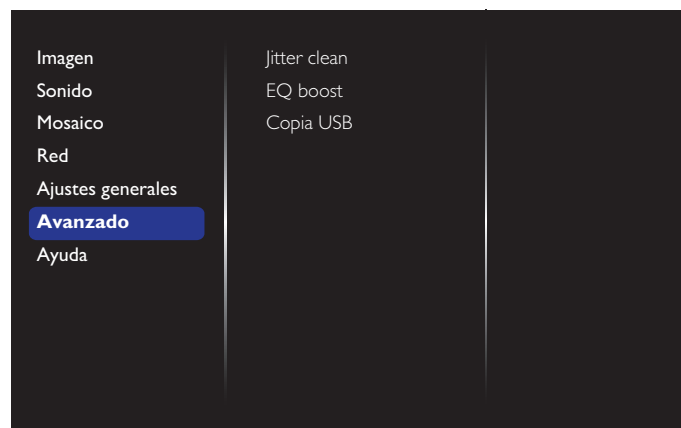 Imagen
Sonido
Mosaico
Red
Ajustes generales
Avanzado
Ayuda
Jitter clean
EQ boost
Copia USB